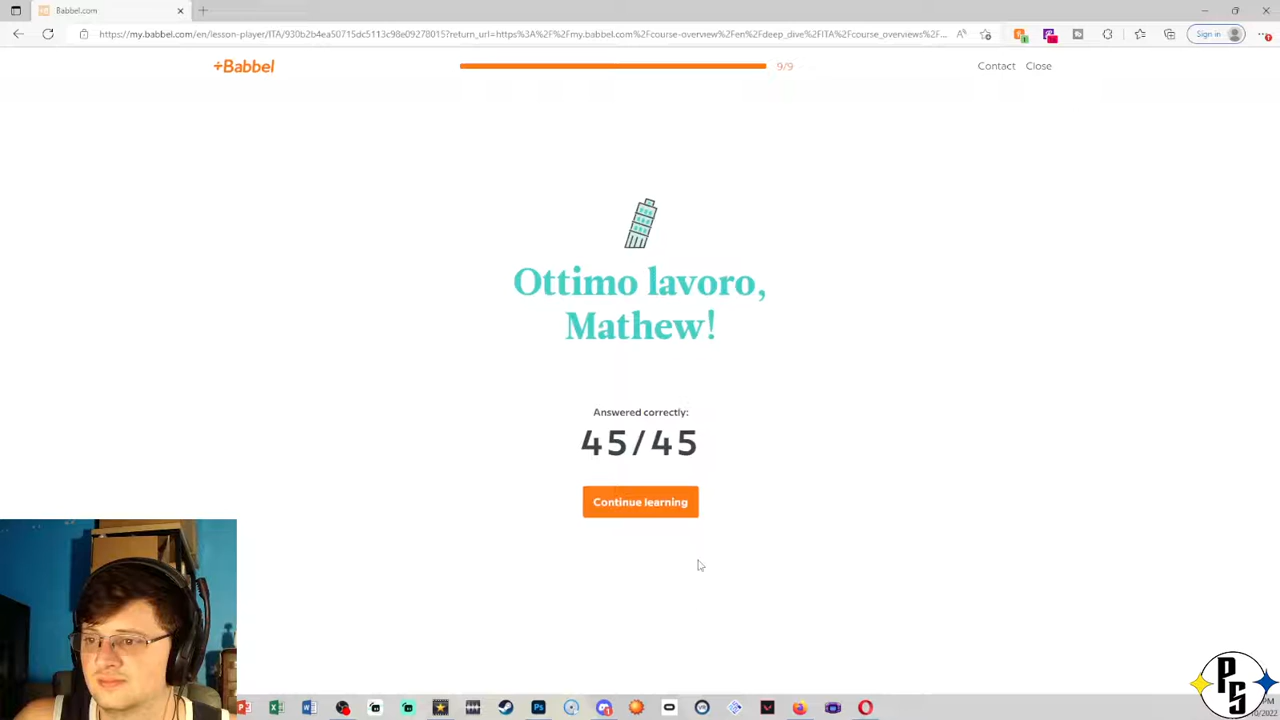 Babbel.com
https://my.babbel.com/en/lesson-player/ITA/930b2b4ea50715dc5113c98e09278015?return_url=https%3A%2F%2Fmy.babbel.com%2Fcourse-overview%2Fen%2Fdeep_dive%2FITA%2Fcourse_overviews%2F...
Sign in
+Babbel
9/9
Contact
Close
Ottimo lavoro,
Mathew!
Answered correctly:
45/45
Continue learning
PS